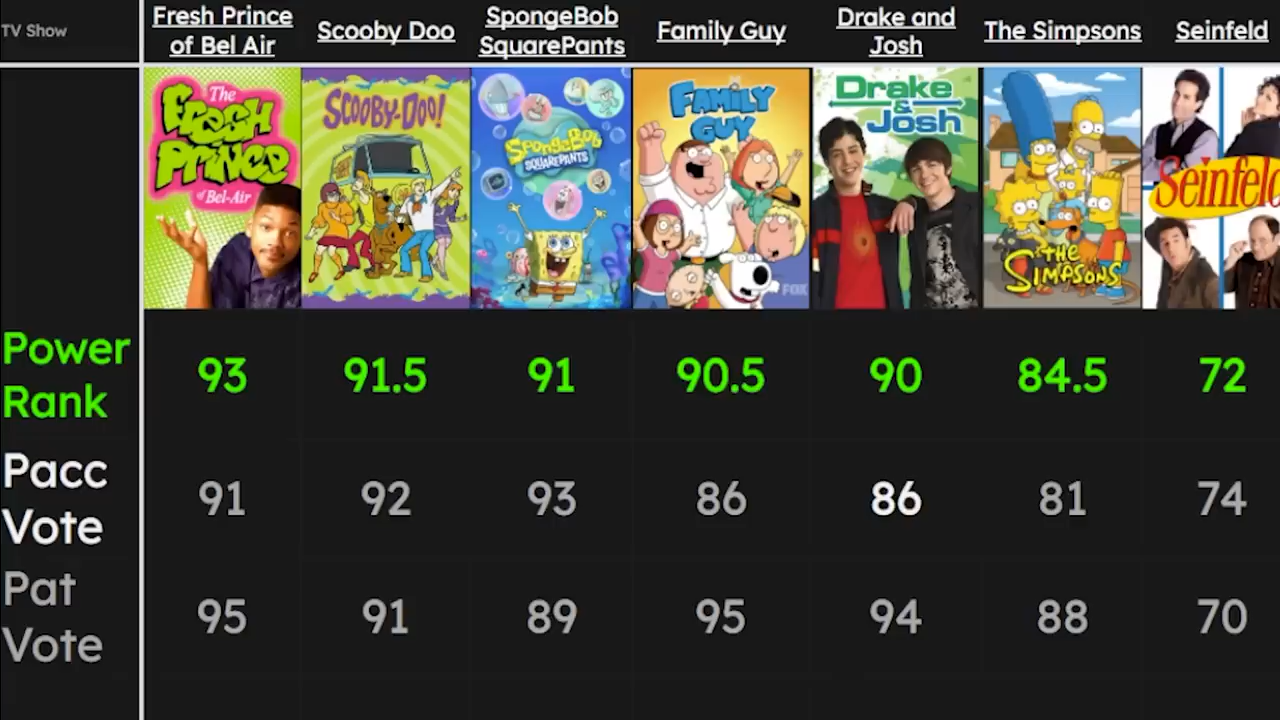 TV Show
Fresh Prince
of Bel Air
Scooby Doo
SpongeBob
SquarePants
Family Guy
Drake and
Josh
The Simpsons
Seinfeld
The
Fresh
Prince
of Bel-Air
SCOOBY-DOO!
SpongeBob
SQUAREPANTS
FAMILY
GUY
FOX
Drake
&
Josh
THE
SIMPSONS
Seinfeld
Power
Rank
93
91.5
91
90.5
90
84.5
72
Pacc
Vote
91
92
93
86
86
81
74
Pat
Vote
95
91
89
95
94
88
70